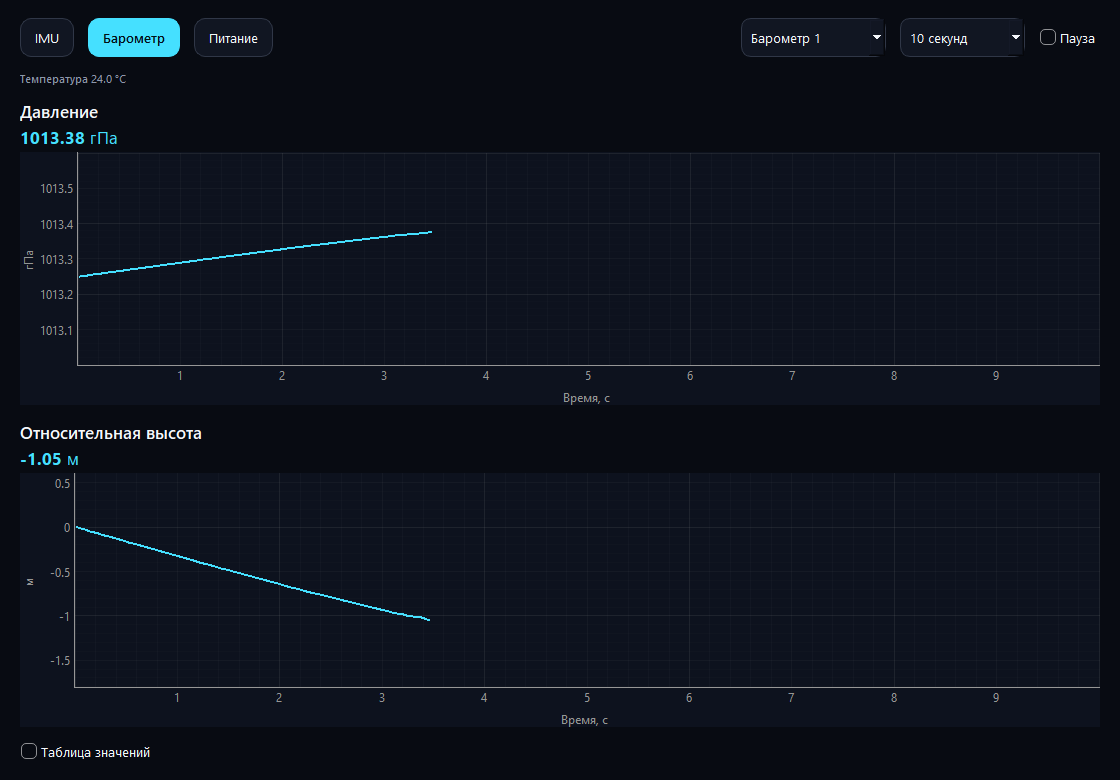 IMU Барометр Питание Барометр 1 10 секунд Пауза
Температура 24.0 °C
Давление
1013.38 гПа
1013.5
1013.4
1013.3
1013.2
1013.1
гПа
1 2 3 4 5 6 7 8 9
Время, с
Относительная высота
-1.05 м
0.5
0
-0.5
-1
-1.5
м
1 2 3 4 5 6 7 8 9
Время, с
Таблица значений